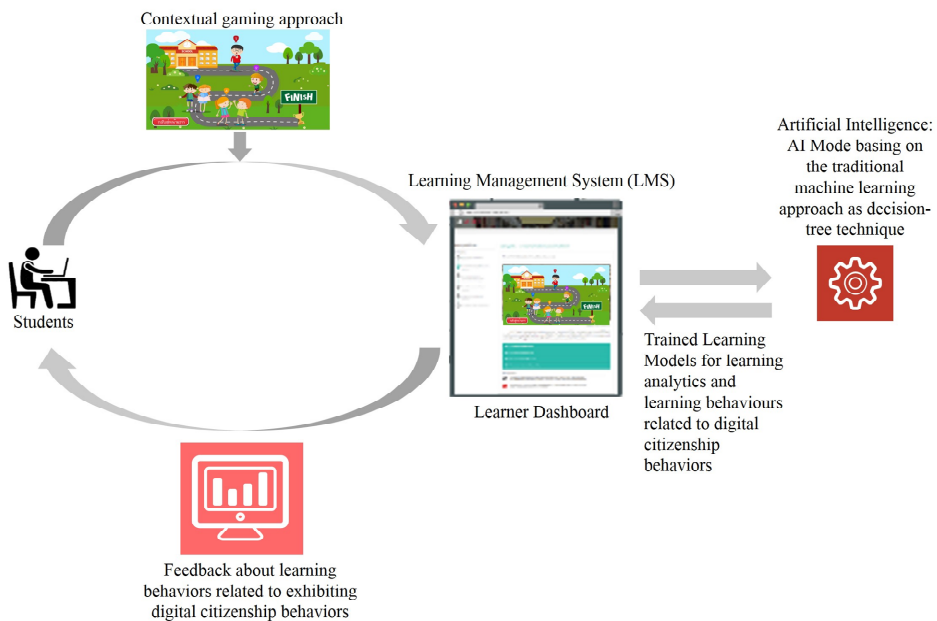 Contextual gaming approach
SCHOOL
FINISH
Artificial Intelligence:
AI Mode basing on
the traditional
machine learning
approach as decision-
tree technique
Learning Management System (LMS)
FINISH
Students
Trained Learning
Models for learning
analytics and
learning behaviours
related to digital
citizenship
behaviors
Learner Dashboard
Feedback about learning
behaviors related to exhibiting
digital citizenship behaviors